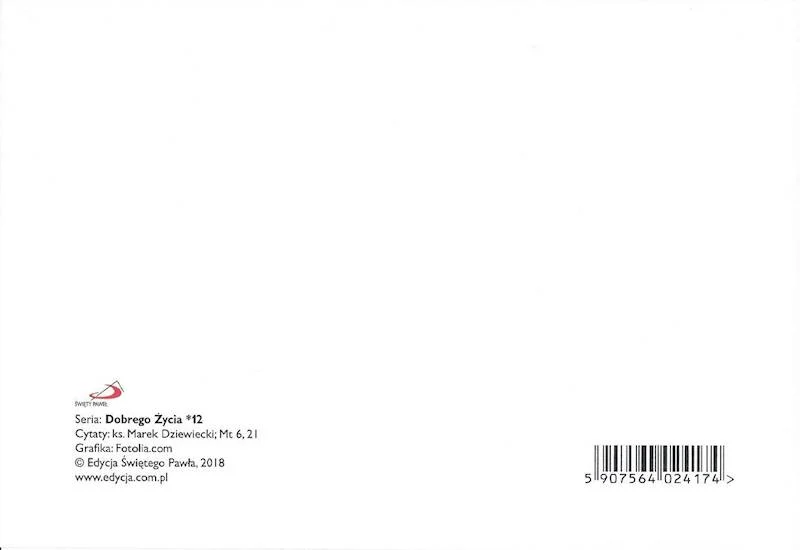 ŚWIĘTY PAWEŁ
Seria: Dobrego Życia *12
Cytaty: ks. Marek Dziewiecki; Mt 6, 21
Grafika: Fotolia.com
© Edycja Świętego Pawła, 2018
www.edycja.com.pl
5 907564 024174 >